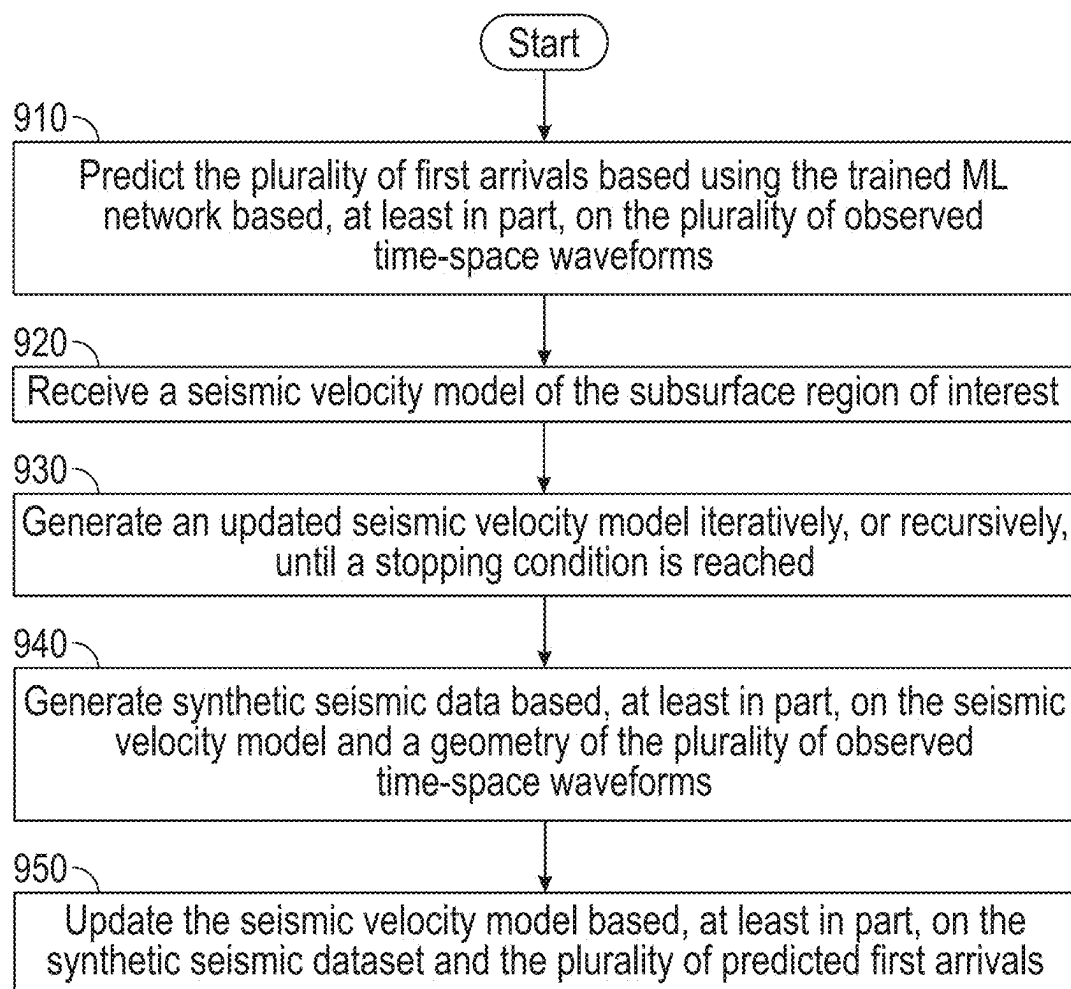 Start
910
Predict the plurality of first arrivals based using the trained ML
network based, at least in part, on the plurality of observed
time-space waveforms
920
Receive a seismic velocity model of the subsurface region of interest
930
Generate an updated seismic velocity model iteratively, or recursively,
until a stopping condition is reached
940
Generate synthetic seismic data based, at least in part, on the seismic
velocity model and a geometry of the plurality of observed
time-space waveforms
950
Update the seismic velocity model based, at least in part, on the
synthetic seismic dataset and the plurality of predicted first arrivals